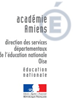 académie
Amiens
direction des services
départementaux
de l'éducation nationale
Oise
éducation
nationale